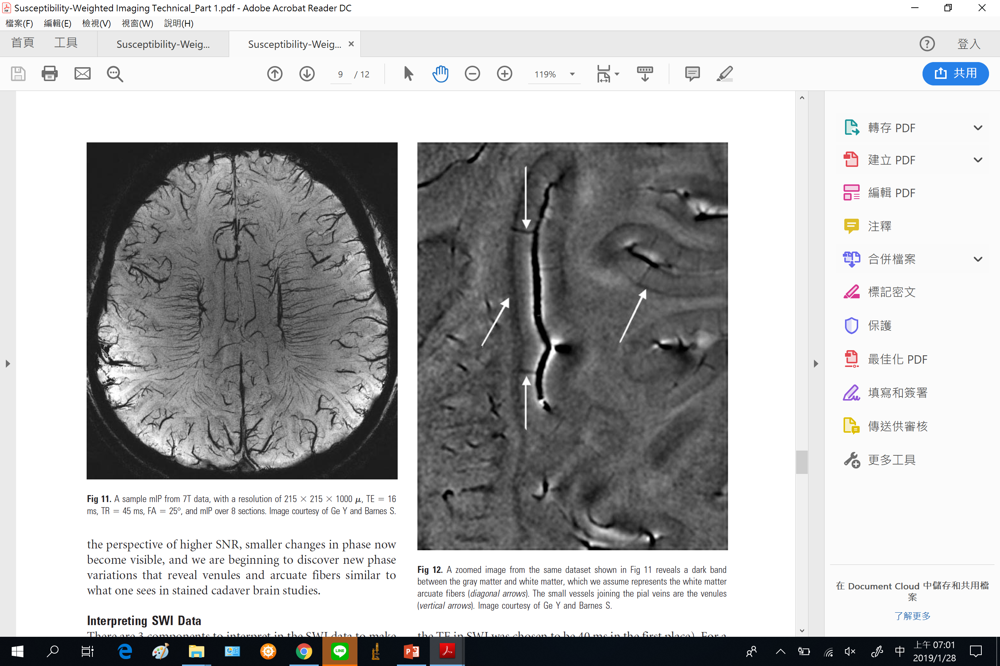 Susceptibility-Weighted Imaging Technical_Part 1.pdf - Adobe Acrobat Reader DC
檔案(F) 編輯(E) 檢視(V) 視窗(W) 說明(H)
首頁 工具 Susceptibility-Weig... Susceptibility-Weig... 登入
9 / 12 119% 共用
轉存 PDF
建立 PDF
編輯 PDF
注釋
合併檔案
標記密文
保護
最佳化 PDF
填寫和簽署
傳送供審核
更多工具
在 Document Cloud 中儲存和共用檔
案
了解更多
Fig 11. A sample mIP from 7T data, with a resolution of 215 × 215 × 1000 μ, TE = 16
ms, TR = 45 ms, FA = 25°, and mIP over 8 sections. Image courtesy of Ge Y and Barnes S.
the perspective of higher SNR, smaller changes in phase now
become visible, and we are beginning to discover new phase
variations that reveal venules and arcuate fibers similar to
what one sees in stained cadaver brain studies.
Interpreting SWI Data
There are 3 components to interpret in the SWI data to make
Fig 12. A zoomed image from the same dataset shown in Fig 11 reveals a dark band
between the gray matter and white matter, which we assume represents the white matter
arcuate fibers (diagonal arrows). The small vessels joining the pial veins are the venules
(vertical arrows). Image courtesy of Ge Y and Barnes S.
the TE in SWI was chosen to be 40 ms in the first place). For a
LINE
中
上午 07:01
2019/1/28